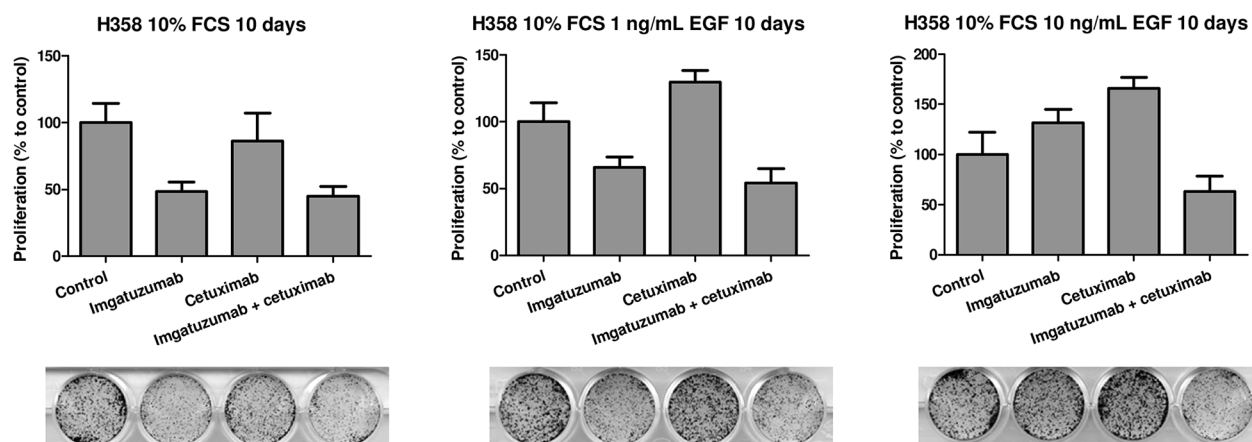 H358 10% FCS 10 days
Proliferation (% to control)
150
100
50
0
Control
Imgatuzumab
Cetuximab
Imgatuzumab + cetuximab
H358 10% FCS 1 ng/mL EGF 10 days
Proliferation (% to control)
150
100
50
0
Control
Imgatuzumab
Cetuximab
Imgatuzumab + cetuximab
H358 10% FCS 10 ng/mL EGF 10 days
Proliferation (% to control)
200
150
100
50
0
Control
Imgatuzumab
Cetuximab
Imgatuzumab + cetuximab